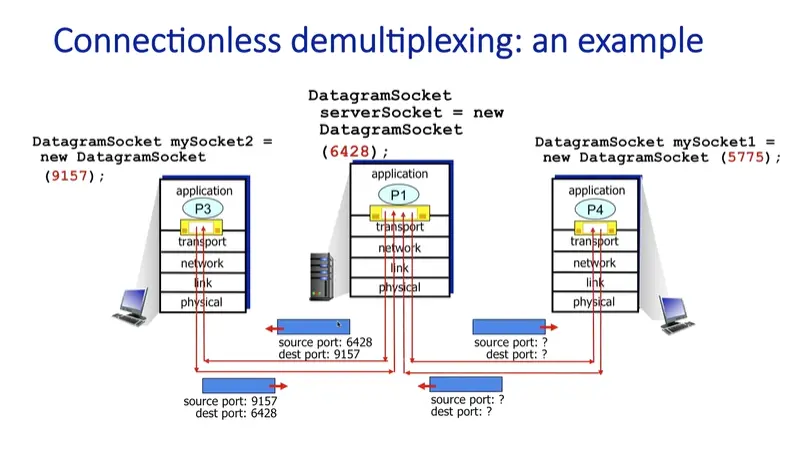 Connectionless demultiplexing: an example
DatagramSocket
serverSocket = new
DatagramSocket
(6428);
DatagramSocket mySocket2 =
new DatagramSocket
(9157);
DatagramSocket mySocket1 =
new DatagramSocket (5775);
application
P3
transport
network
link
physical
application
P1
transport
network
link
physical
application
P4
transport
network
link
physical
source port: 6428
dest port: 9157
source port: ?
dest port: ?
source port: 9157
dest port: 6428
source port: ?
dest port: ?